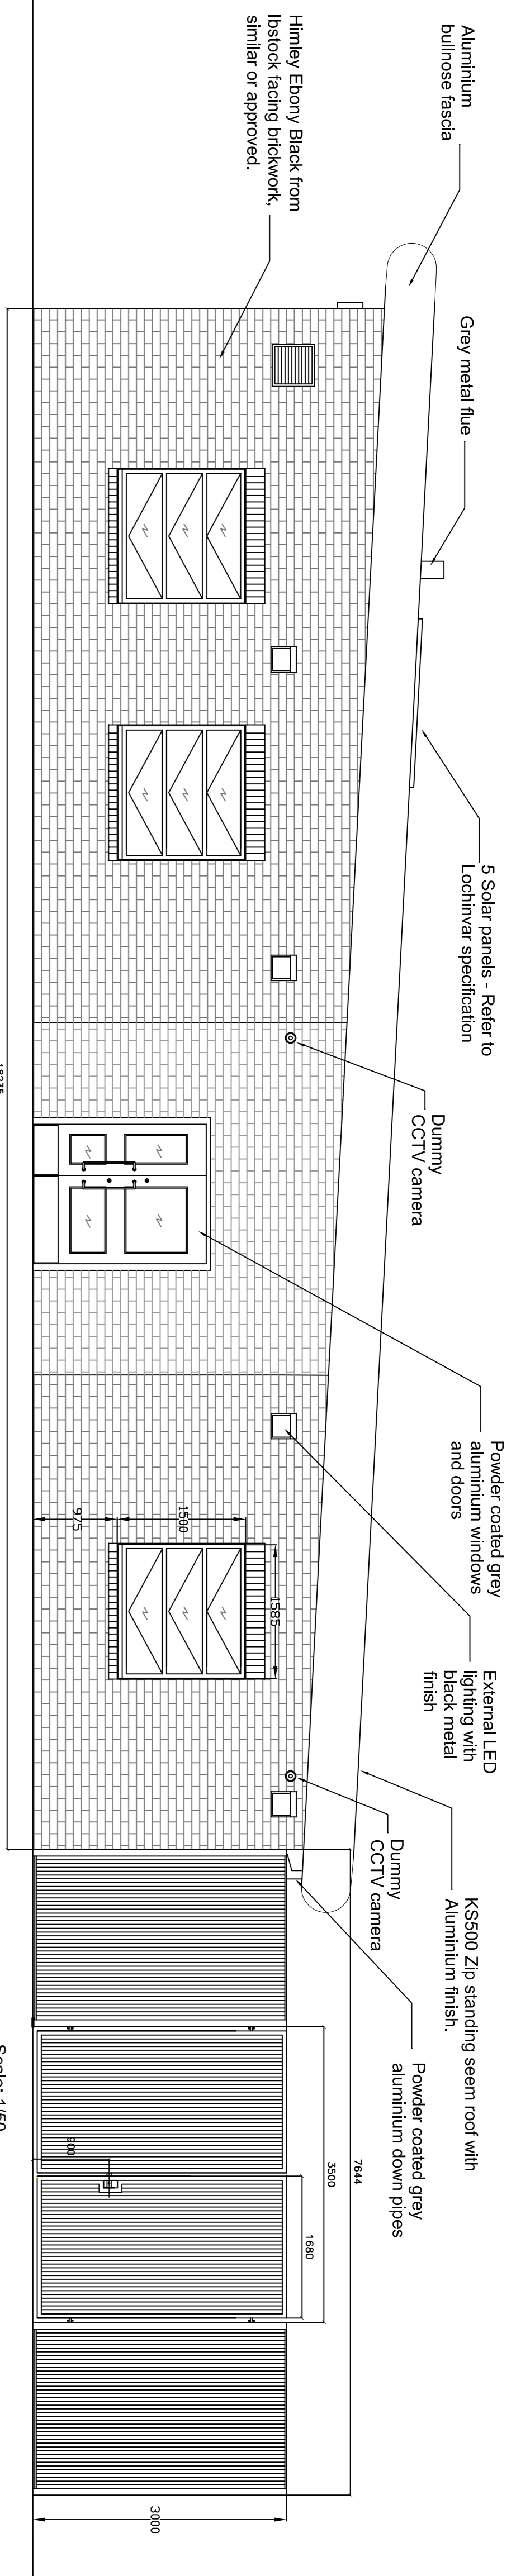 Aluminium
bullnose fascia
Himley Ebony Black from
Ibstock facing brickwork,
similar or approved.
Grey metal flue
5 Solar panels - Refer to
Lochinvar specification
Dummy
CCTV camera
Powder coated grey
aluminium windows
and doors
External LED
lighting with
black metal
finish
KS500 Zip standing seem roof with
Aluminium finish.
Dummy
CCTV camera
Powder coated grey
aluminium down pipes
975
1500
1585
900
1680
3500
7644
3000